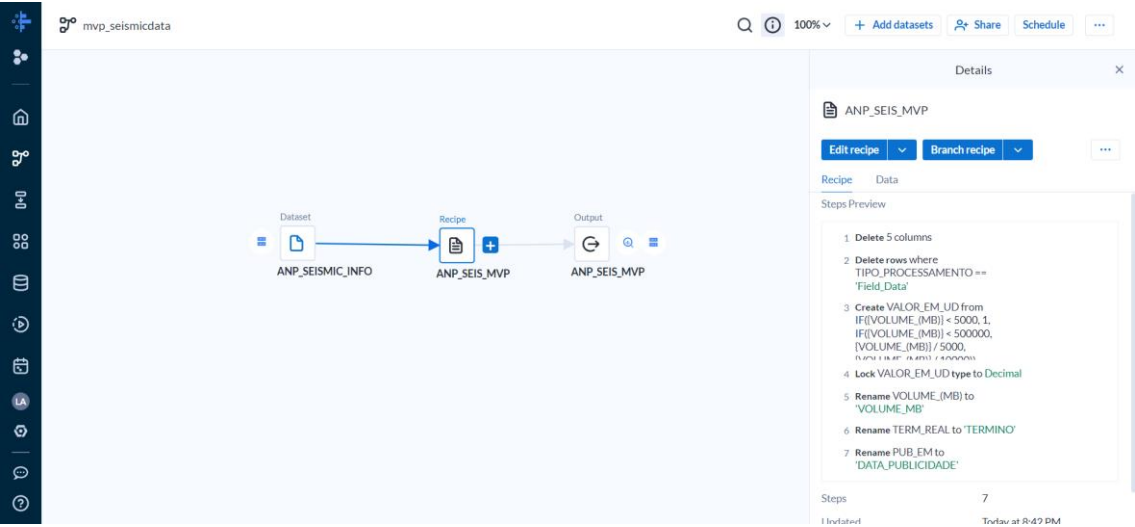 mvp_seismicdata
100%
+ Add datasets
Share
Schedule
...
Details
ANP_SEIS_MVP
Edit recipe
Branch recipe
...
Recipe
Data
Steps Preview
1 Delete 5 columns
2 Delete rows where
TIPO_PROCESSAMENTO ==
'Field_Data'
3 Create VALOR_EM_UD from
IF([VOLUME_(MB)] < 5000, 1,
IF([VOLUME_(MB)] < 500000,
[VOLUME_(MB)] / 5000,
[VOLUME_(MB)] / 10000))
4 Lock VALOR_EM_UD type to Decimal
5 Rename VOLUME_(MB) to
'VOLUME_MB'
6 Rename TERM_REAL to 'TERMINO'
7 Rename PUB_EM to
'DATA_PUBLICIDADE'
Steps 7
Updated Today at 8:42 PM
Dataset
ANP_SEISMIC_INFO
Recipe
ANP_SEIS_MVP
Output
ANP_SEIS_MVP
LA